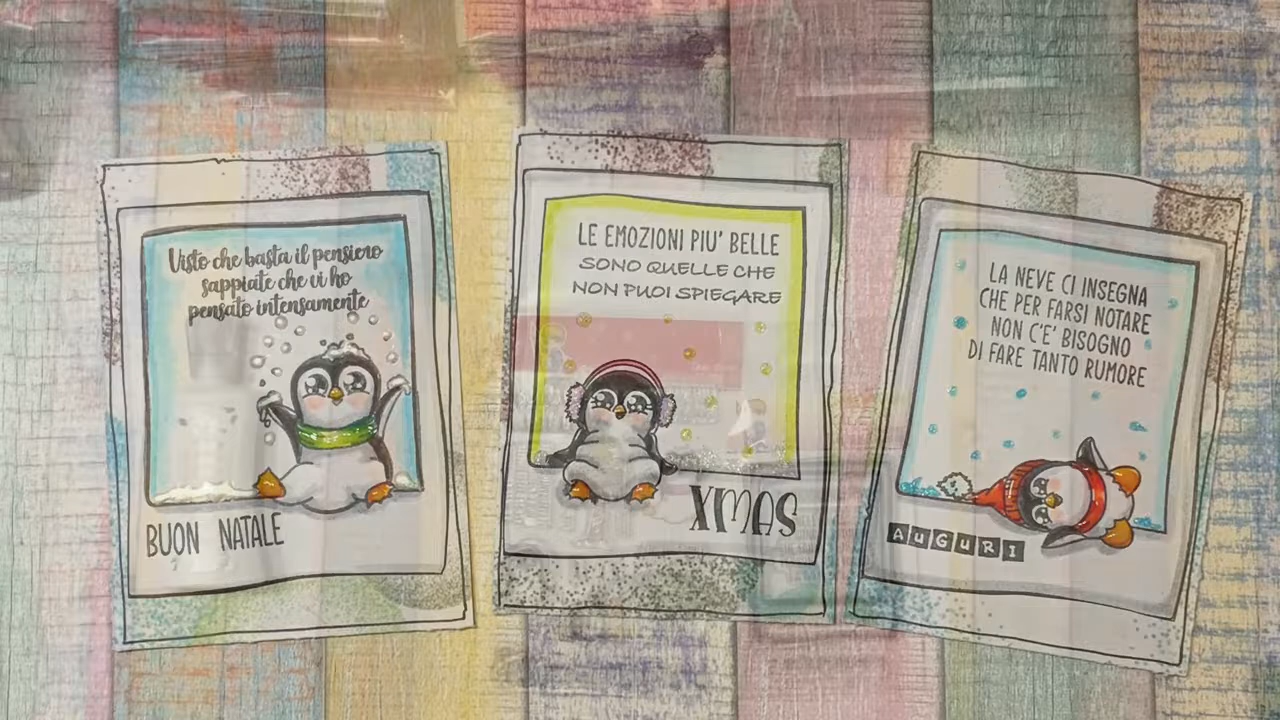 Visto che basta il pensiero
sappiate che vi ho
pensato intensamente
BUON NATALE
LE EMOZIONI PIU' BELLE
SONO QUELLE CHE
NON PUOI SPIEGARE
XMAS
LA NEVE CI INSEGNA
CHE PER FARSI NOTARE
NON C'E' BISOGNO
DI FARE TANTO RUMORE
AUGURI